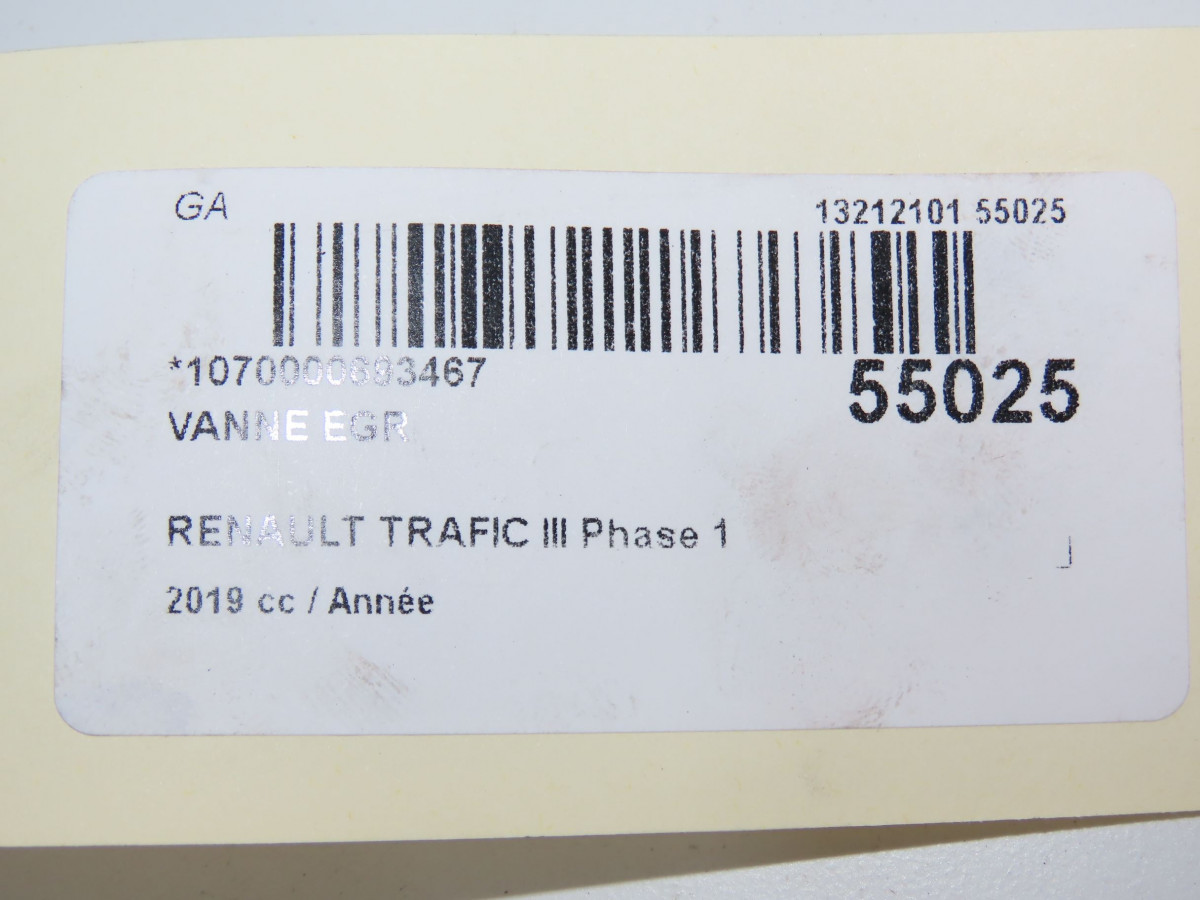 GA
13212101 55025
*1070000693467
55025
VANNE EGR
RENAULT TRAFIC III Phase 1
2019 cc / Année